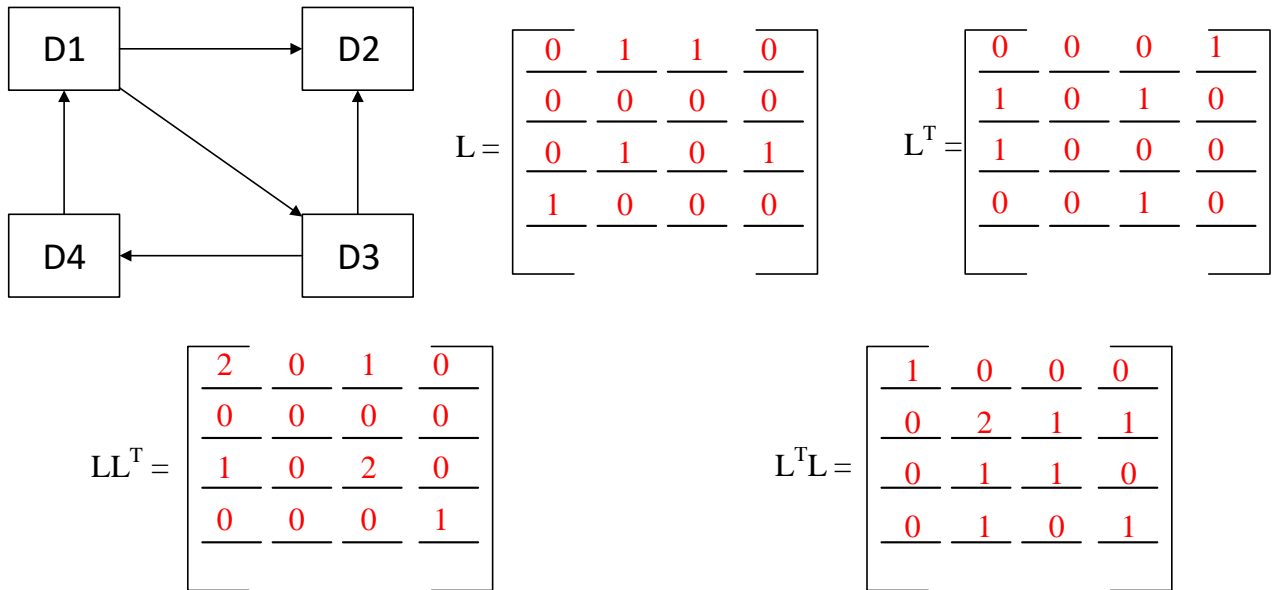 D1 D2
D4 D3
L =
0 1 1 0
0 0 0 0
0 1 0 1
1 0 0 0
L^T =
0 0 0 1
1 0 1 0
1 0 0 0
0 0 1 0
LL^T =
2 0 1 0
0 0 0 0
1 0 2 0
0 0 0 1
L^TL =
1 0 0 0
0 2 1 1
0 1 1 0
0 1 0 1